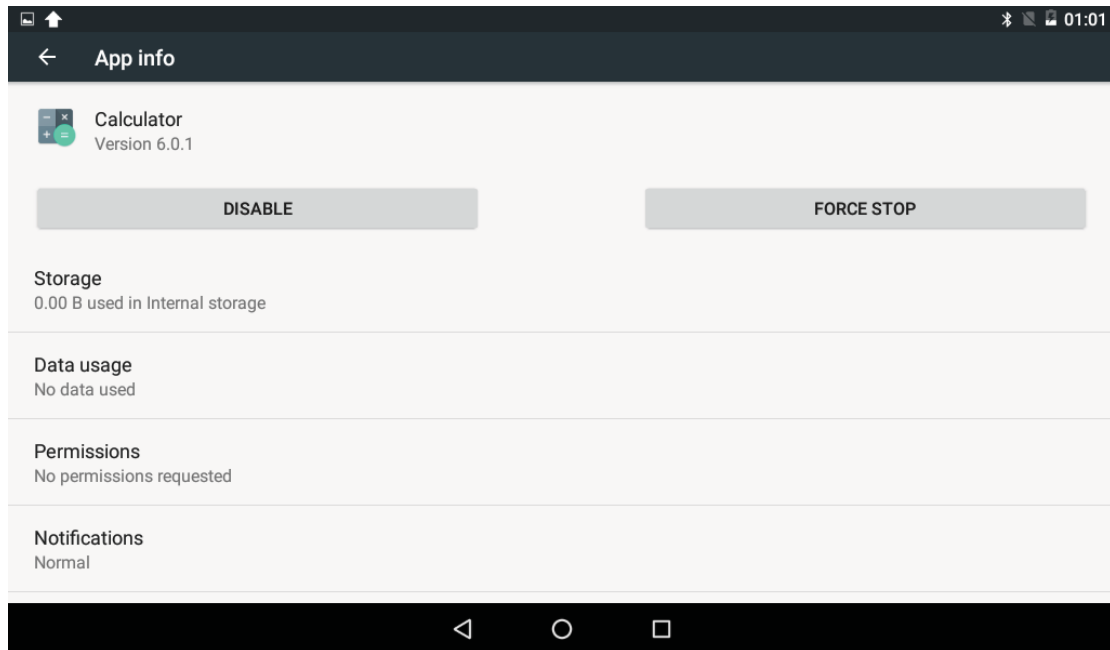 01:01
App info
Calculator
Version 6.0.1
DISABLE
FORCE STOP
Storage
0.00 B used in Internal storage
Data usage
No data used
Permissions
No permissions requested
Notifications
Normal